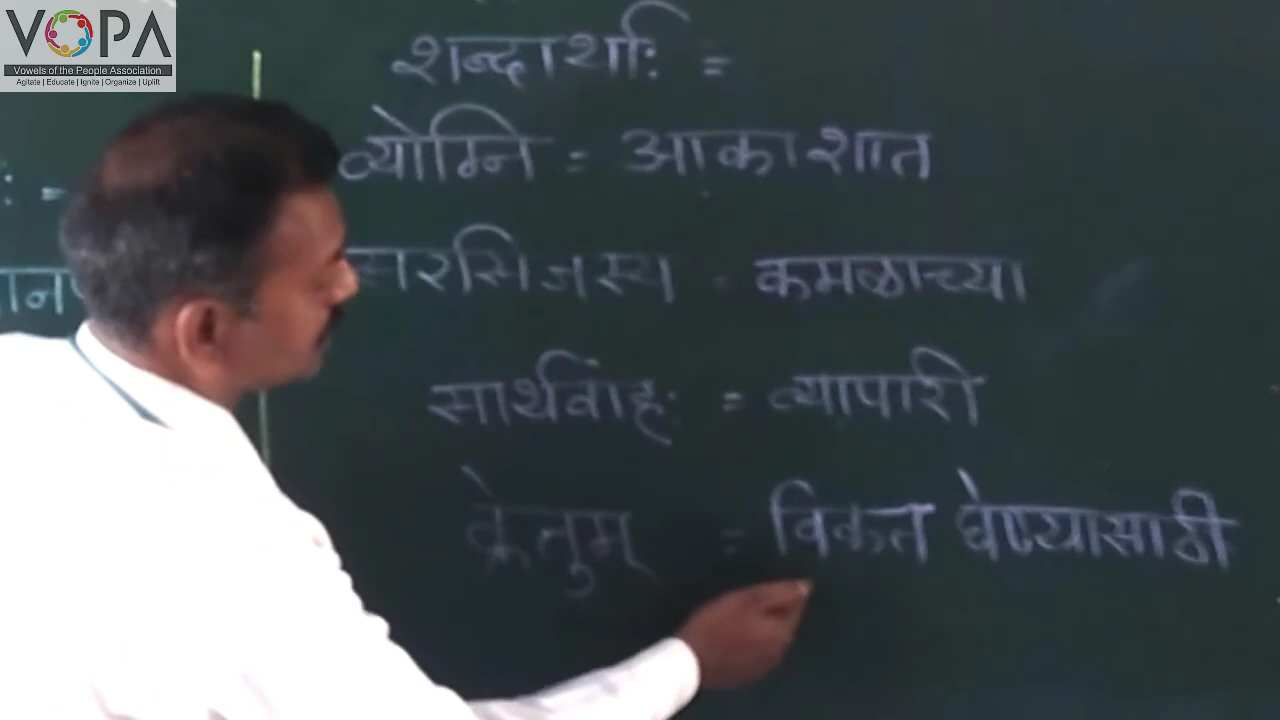 VOPA
Vowels of the People Association
Agitate | Educate | Ignite | Organize | Uplift
शब्दार्थाः =
व्योम्नि = आकाशात
सरसिजस्य - कमळाच्या
सार्थवाहः = व्यापारी
क्रेतुम् = विकत घेण्यासाठी